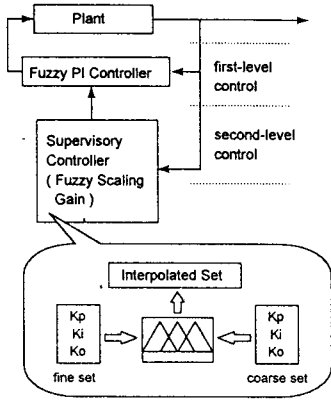 Plant
Fuzzy PI Controller
first-level
control
Supervisory
Controller
( Fuzzy Scaling
Gain )
second-level
control
Interpolated Set
Kp
Ki
Ko
fine set
Kp
Ki
Ko
coarse set